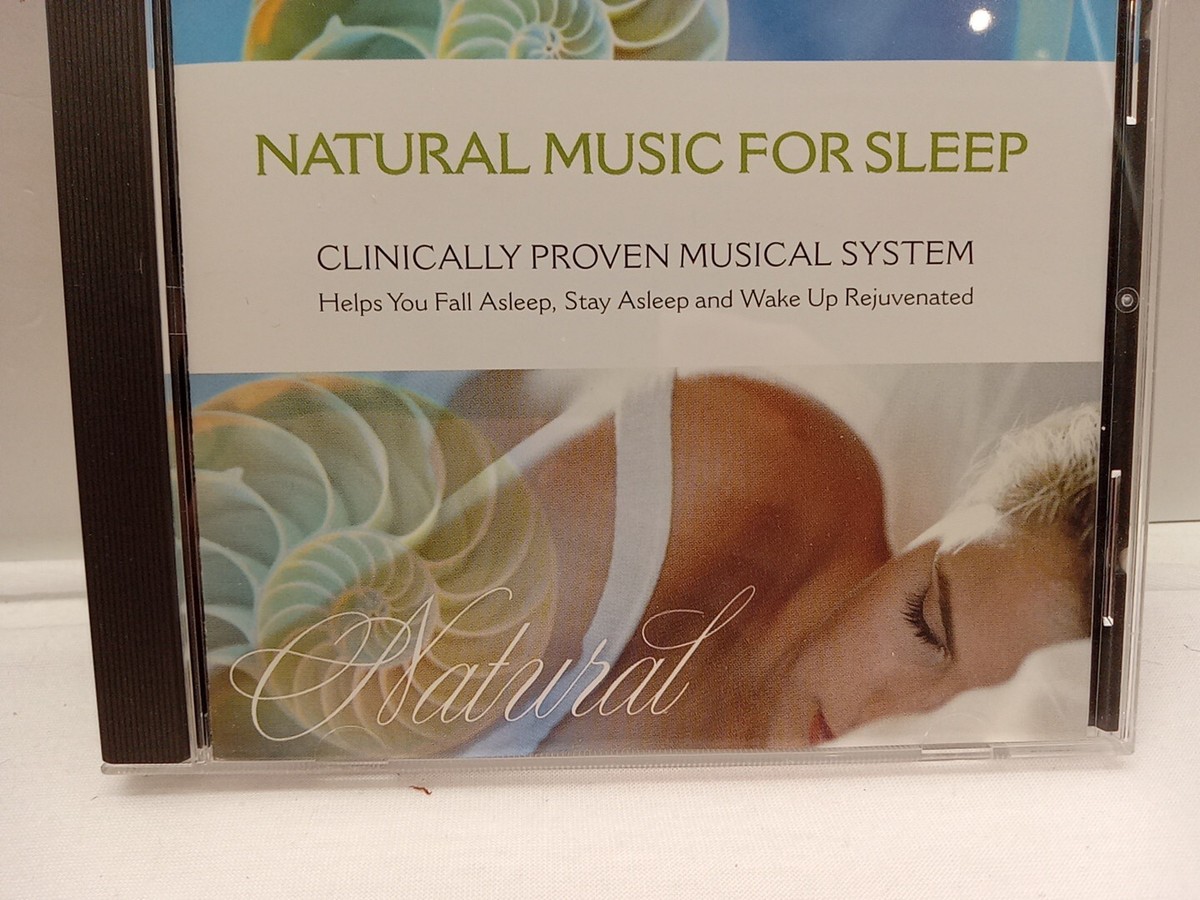 NATURAL MUSIC FOR SLEEP
CLINICALLY PROVEN MUSICAL SYSTEM
Helps You Fall Asleep, Stay Asleep and Wake Up Rejuvenated
Natural